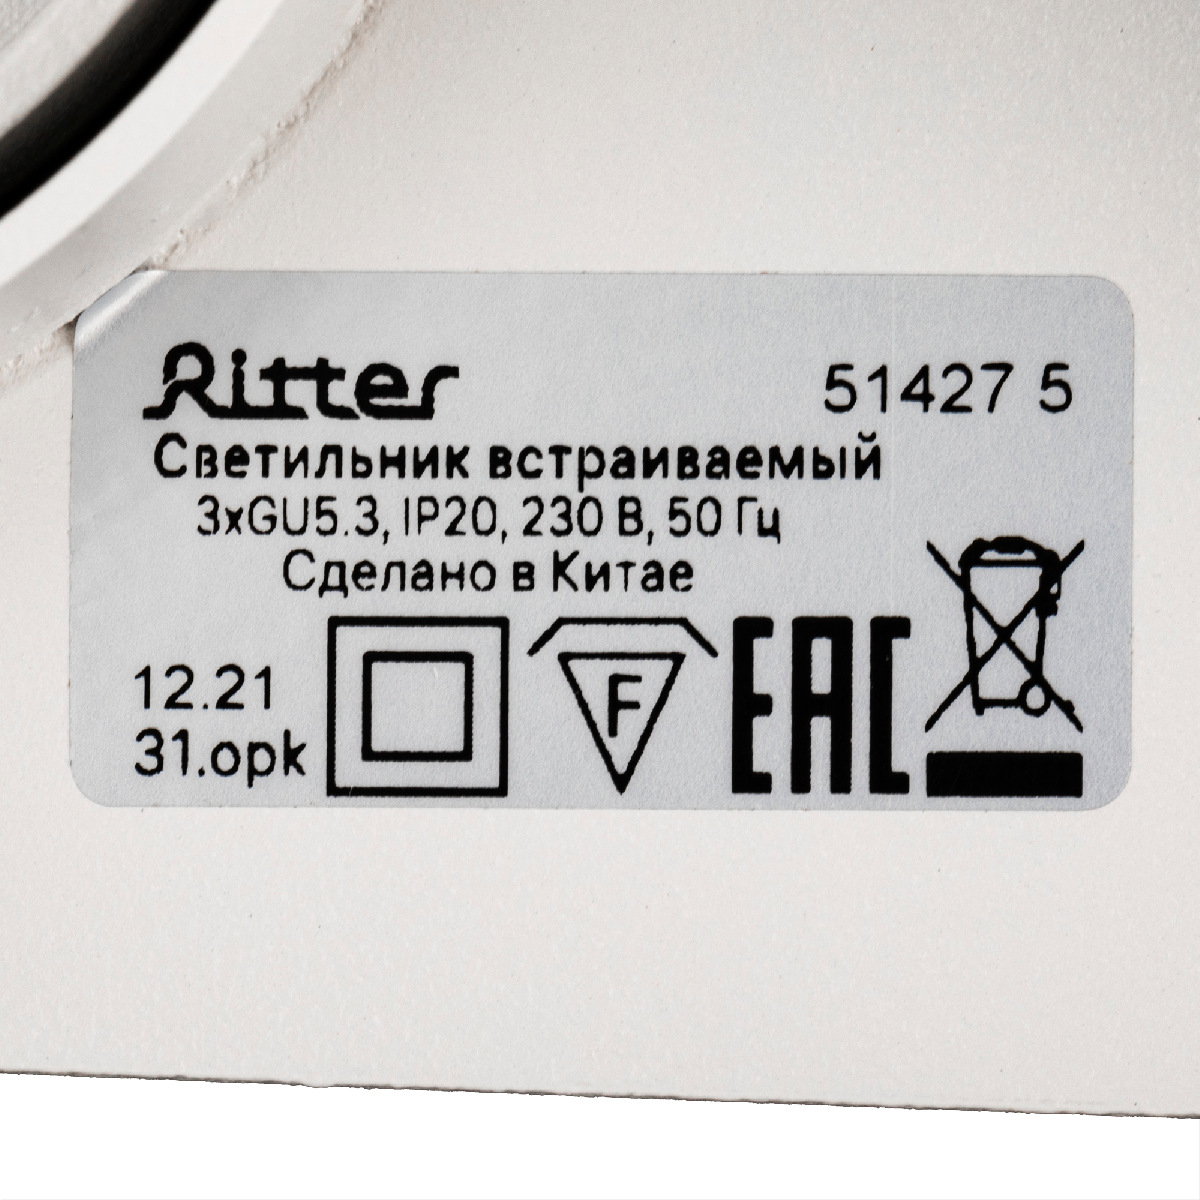 Ritter 51427 5
Светильник встраиваемый
3xGU5.3, IP20, 230 В, 50 Гц
Сделано в Китае
12.21
31.opk
F
EAC